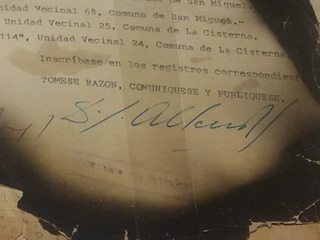 nidad Vecinal 68, Comuna de San Miguel.-
Unidad Vecinal 25, Comuna de La Cisterna.
114", Unidad Vecinal 24, Comuna de La Cisterna
Inscríbase en los registros correspondient
TOMESE RAZON, COMUNIQUESE Y PUBLIQUESE.